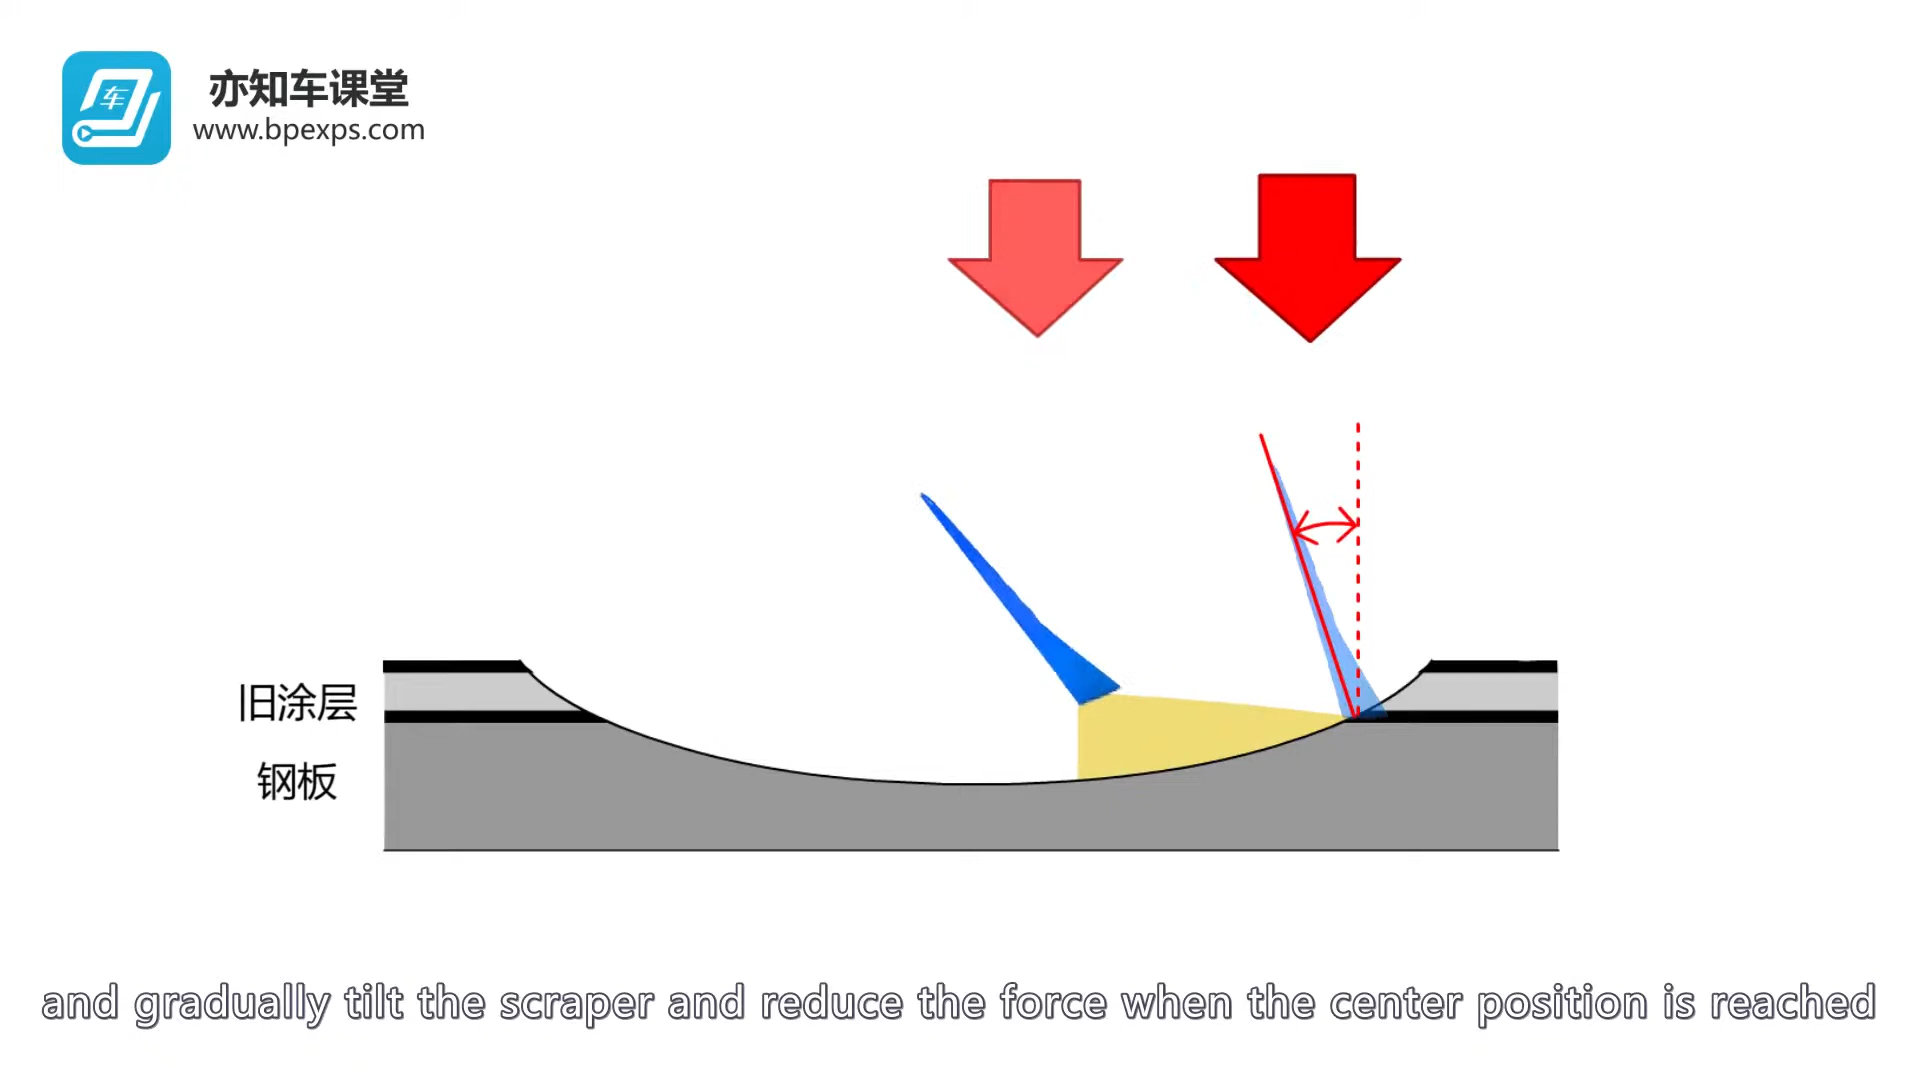 车
亦知车课堂
www.bpexps.com
旧涂层
钢板
and gradually tilt the scraper and reduce the force when the center position is reached